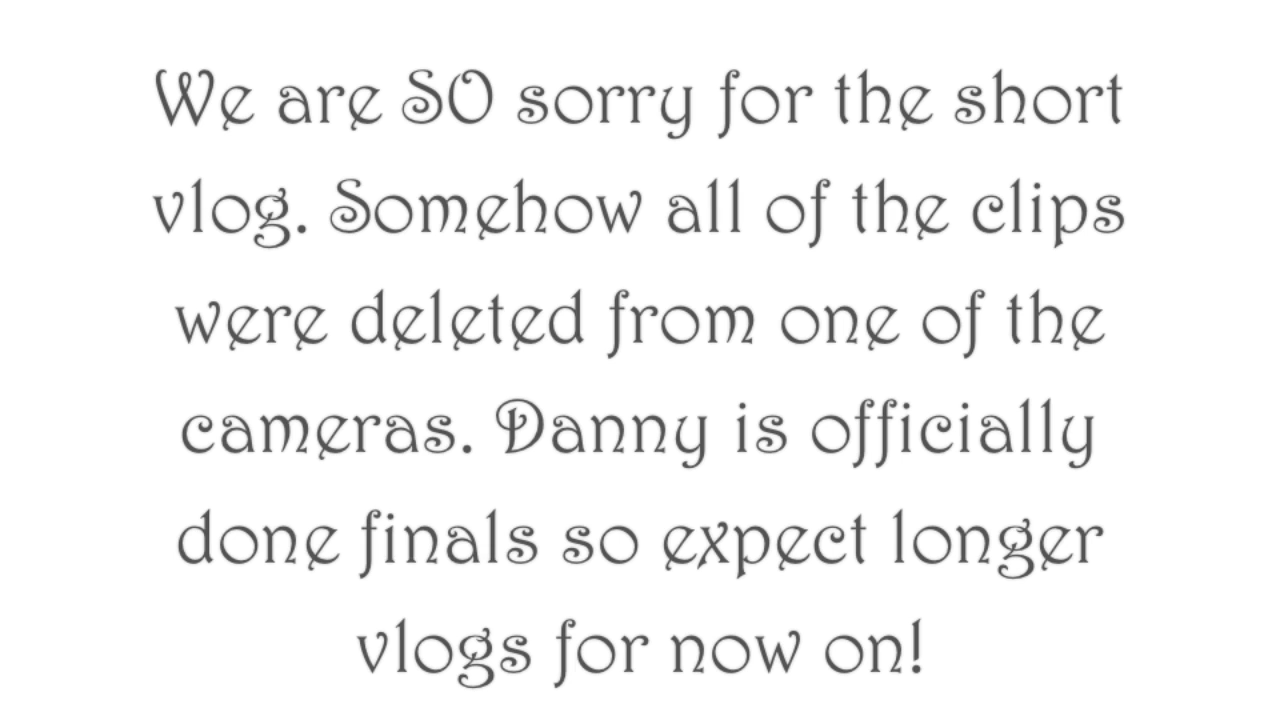 We are SO sorry for the short
vlog. Somehow all of the clips
were deleted from one of the
cameras. Danny is officially
done finals so expect longer
vlogs for now on!